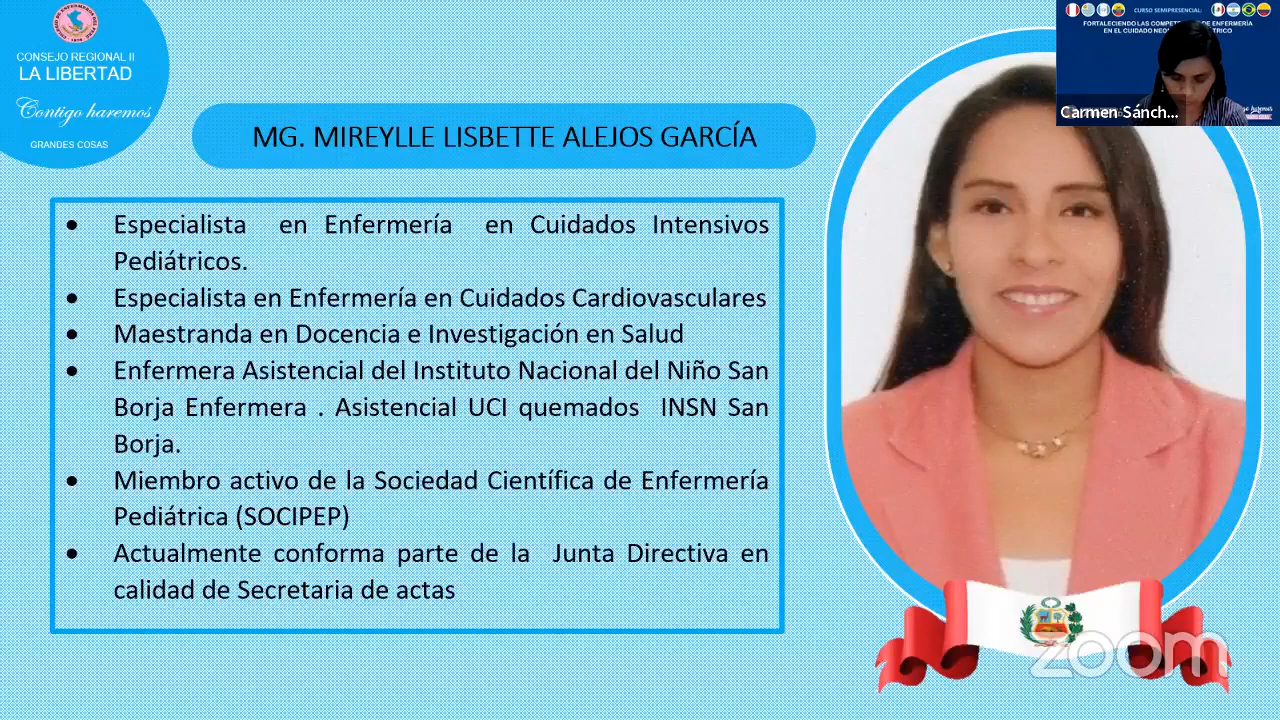 CONSEJO REGIONAL II
LA LIBERTAD
Contigo haremos
GRANDES COSAS
MG. MIREYLLE LISBETTE ALEJOS GARCÍA
• Especialista en Enfermería en Cuidados Intensivos
Pediátricos.
• Especialista en Enfermería en Cuidados Cardiovasculares
• Maestranda en Docencia e Investigación en Salud
• Enfermera Asistencial del Instituto Nacional del Niño San
Borja Enfermera . Asistencial UCI quemados INSN San
Borja.
• Miembro activo de la Sociedad Científica de Enfermería
Pediátrica (SOCIPEP)
• Actualmente conforma parte de la Junta Directiva en
calidad de Secretaria de actas
CURSO SEMIPRESENCIAL:
FORTALECIENDO LAS COMPETE DE ENFERMERÍA
EN EL CUIDADO NEO TRICO
Carmen Sánch...
zoom